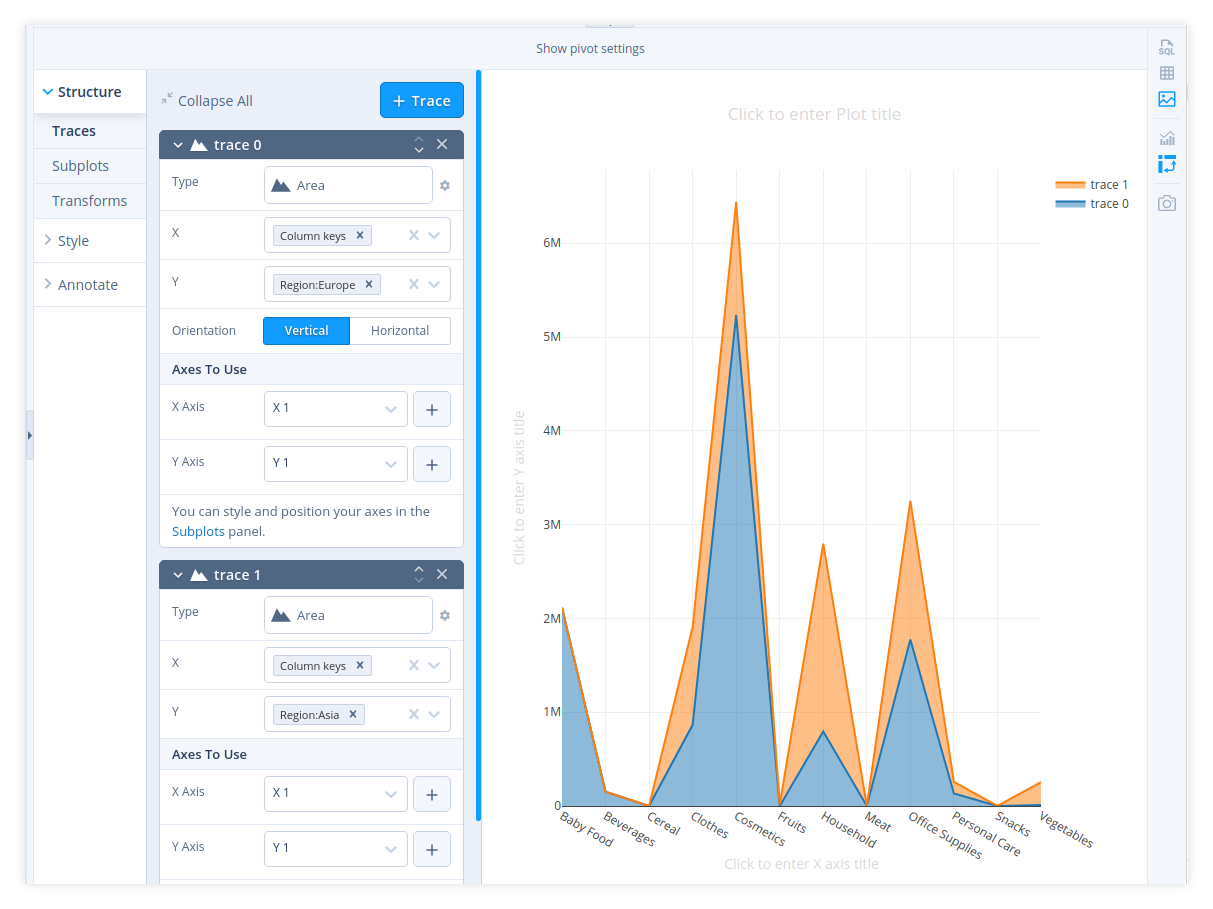 Show pivot settings
SQL
Structure
Traces
Subplots
Transforms
Style
Annotate
Collapse All
+ Trace
trace 0
Type
Area
X
Column keys
Y
Region:Europe
Orientation
Vertical
Horizontal
Axes To Use
X Axis
X 1
Y Axis
Y 1
You can style and position your axes in the
Subplots panel.
trace 1
Type
Area
X
Column keys
Y
Region:Asia
Axes To Use
X Axis
X 1
Y Axis
Y 1
Click to enter Plot title
trace 1
trace 0
Click to enter Y axis title
6M
5M
4M
3M
2M
1M
0
Baby Food
Beverages
Cereal
Clothes
Cosmetics
Fruits
Household
Meat
Office Supplies
Personal Care
Snacks
Vegetables
Click to enter X axis title